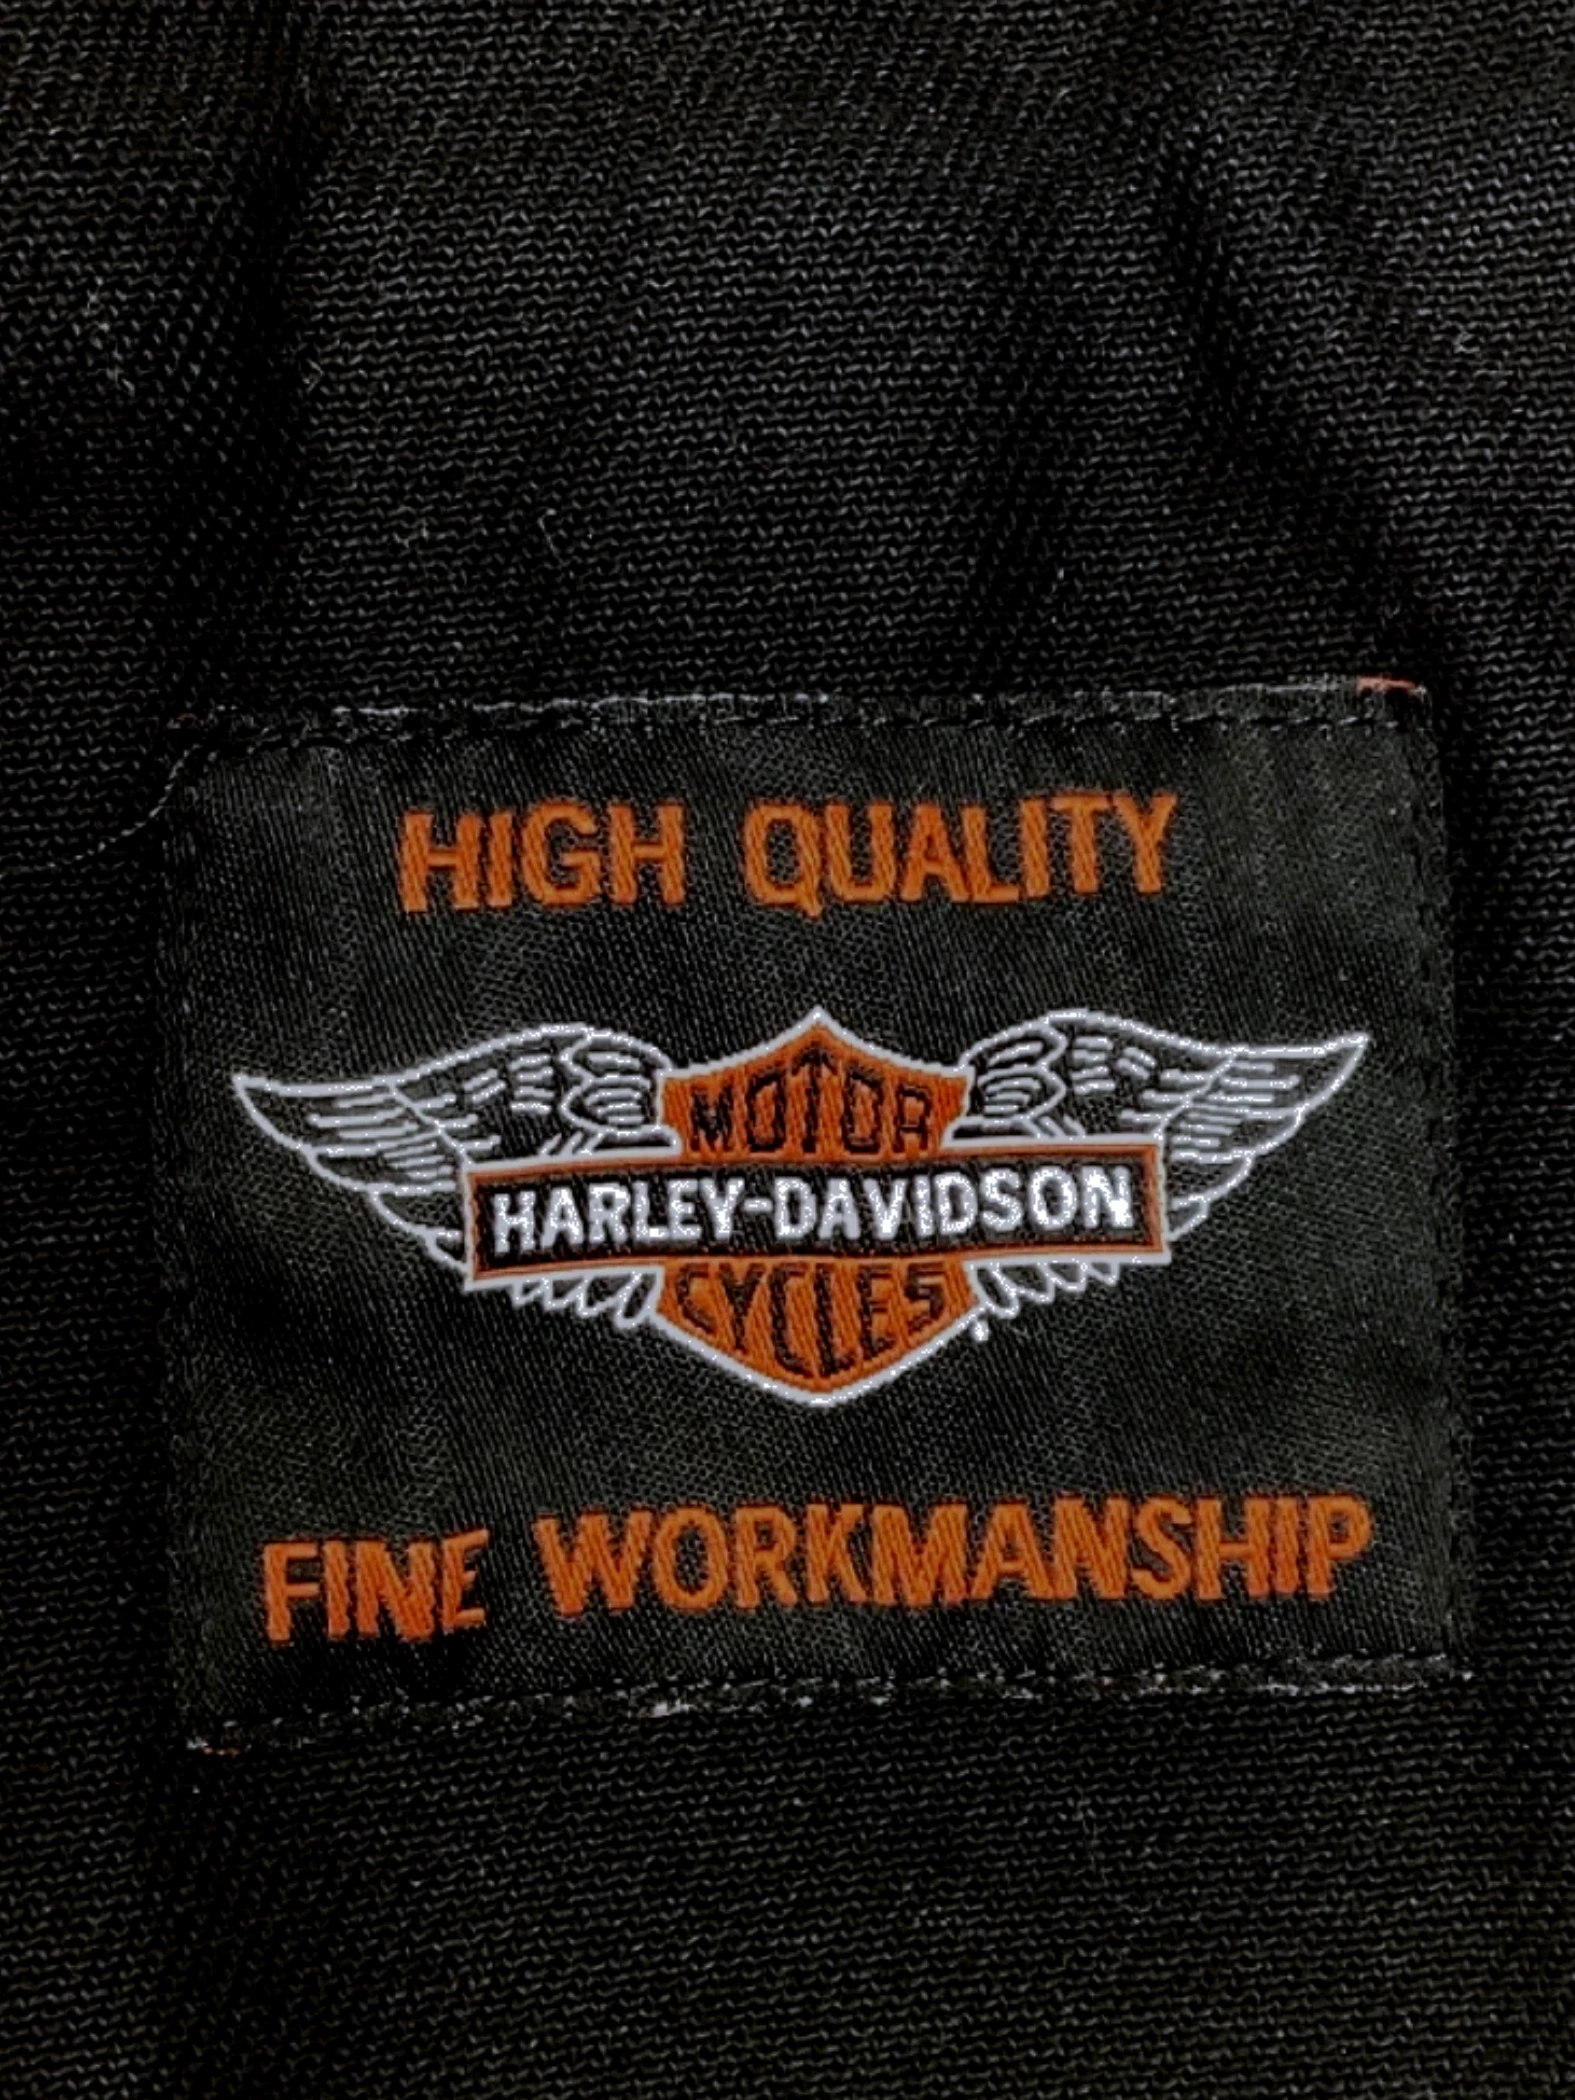 HIGH QUALITY
MOTOR
HARLEY-DAVIDSON
CYCLES
FINE WORKMANSHIP